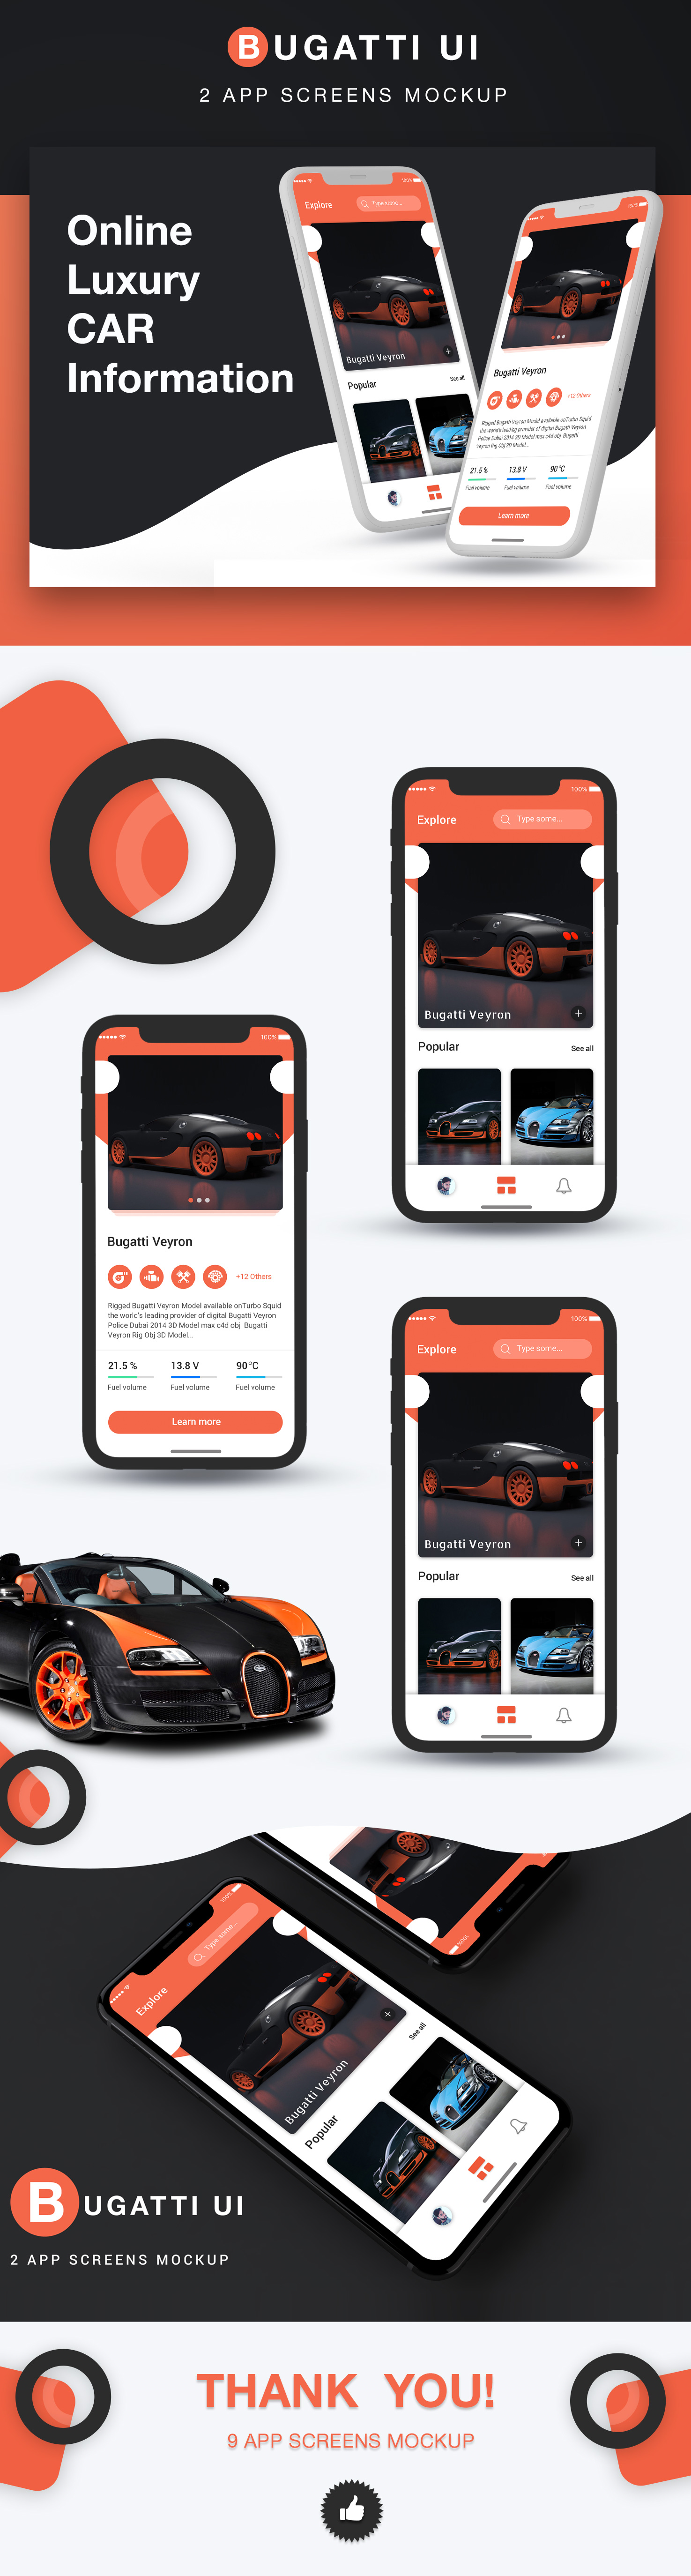 BUGATTI UI
2 APP SCREENS MOCKUP
Online
Luxury
CAR
Information
100%
Explore
Type some...
Bugatti Veyron
+
Popular
See all
100%
Bugatti Veyron
+12 Others
Rigged Bugatti Veyron Model available onTurbo Squid
the world's leading provider of digital Bugatti Veyron
Police Dubai 2014 3D Model max c4d obj Bugatti
Veyron Rig Obj 3D Model...
21.5 %
13.8 V
90°C
Fuel volume
Fuel volume
Fuel volume
Learn more
100%
Explore
Type some...
Bugatti Veyron
+
Popular
See all
100%
Bugatti Veyron
+12 Others
Rigged Bugatti Veyron Model available onTurbo Squid
the world's leading provider of digital Bugatti Veyron
Police Dubai 2014 3D Model max c4d obj Bugatti
Veyron Rig Obj 3D Model...
21.5 %
13.8 V
90°C
Fuel volume
Fuel volume
Fuel volume
Learn more
100%
Explore
Type some...
Bugatti Veyron
+
Popular
See all
100%
100%
Explore
Type some...
Bugatti Veyron
Popular
See all
BUGATTI UI
2 APP SCREENS MOCKUP
THANK YOU!
9 APP SCREENS MOCKUP